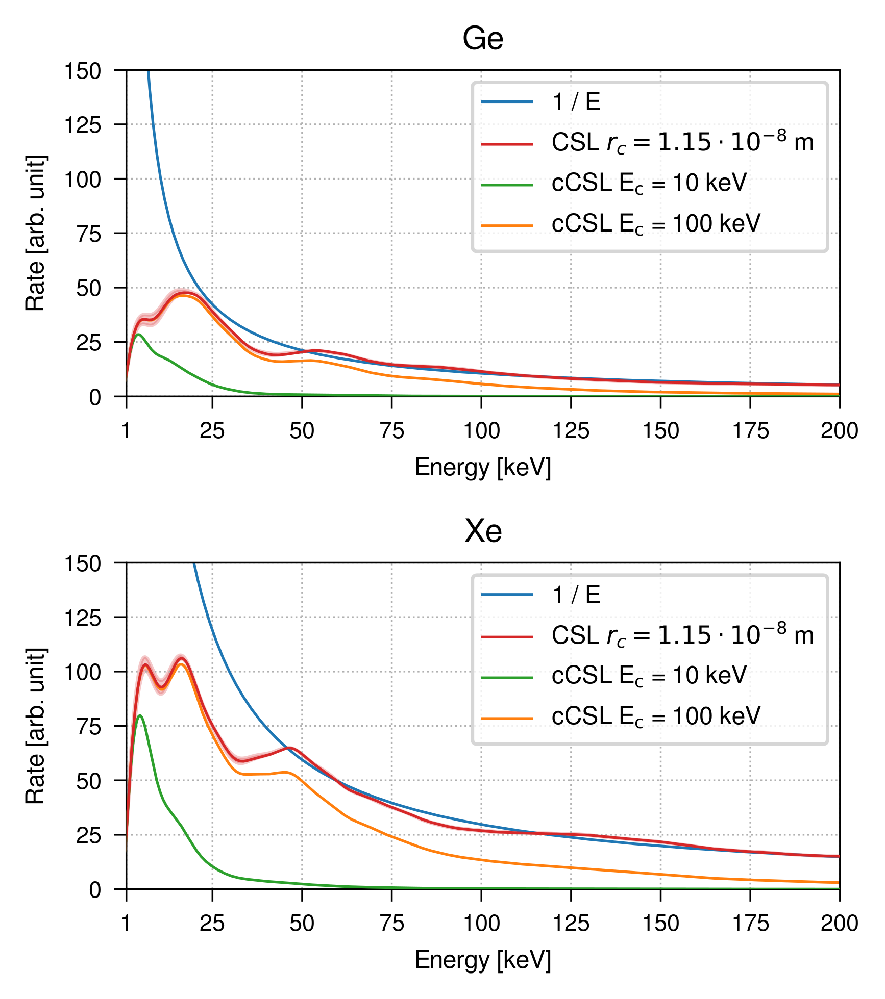 Ge
150
125
100
75
50
25
0
Rate [arb. unit]
1 / E
CSL r_c = 1.15 · 10⁻⁸ m
cCSL E_c = 10 keV
cCSL E_c = 100 keV
1 25 50 75 100 125 150 175 200
Energy [keV]
Xe
150
125
100
75
50
25
0
Rate [arb. unit]
1 / E
CSL r_c = 1.15 · 10⁻⁸ m
cCSL E_c = 10 keV
cCSL E_c = 100 keV
1 25 50 75 100 125 150 175 200
Energy [keV]